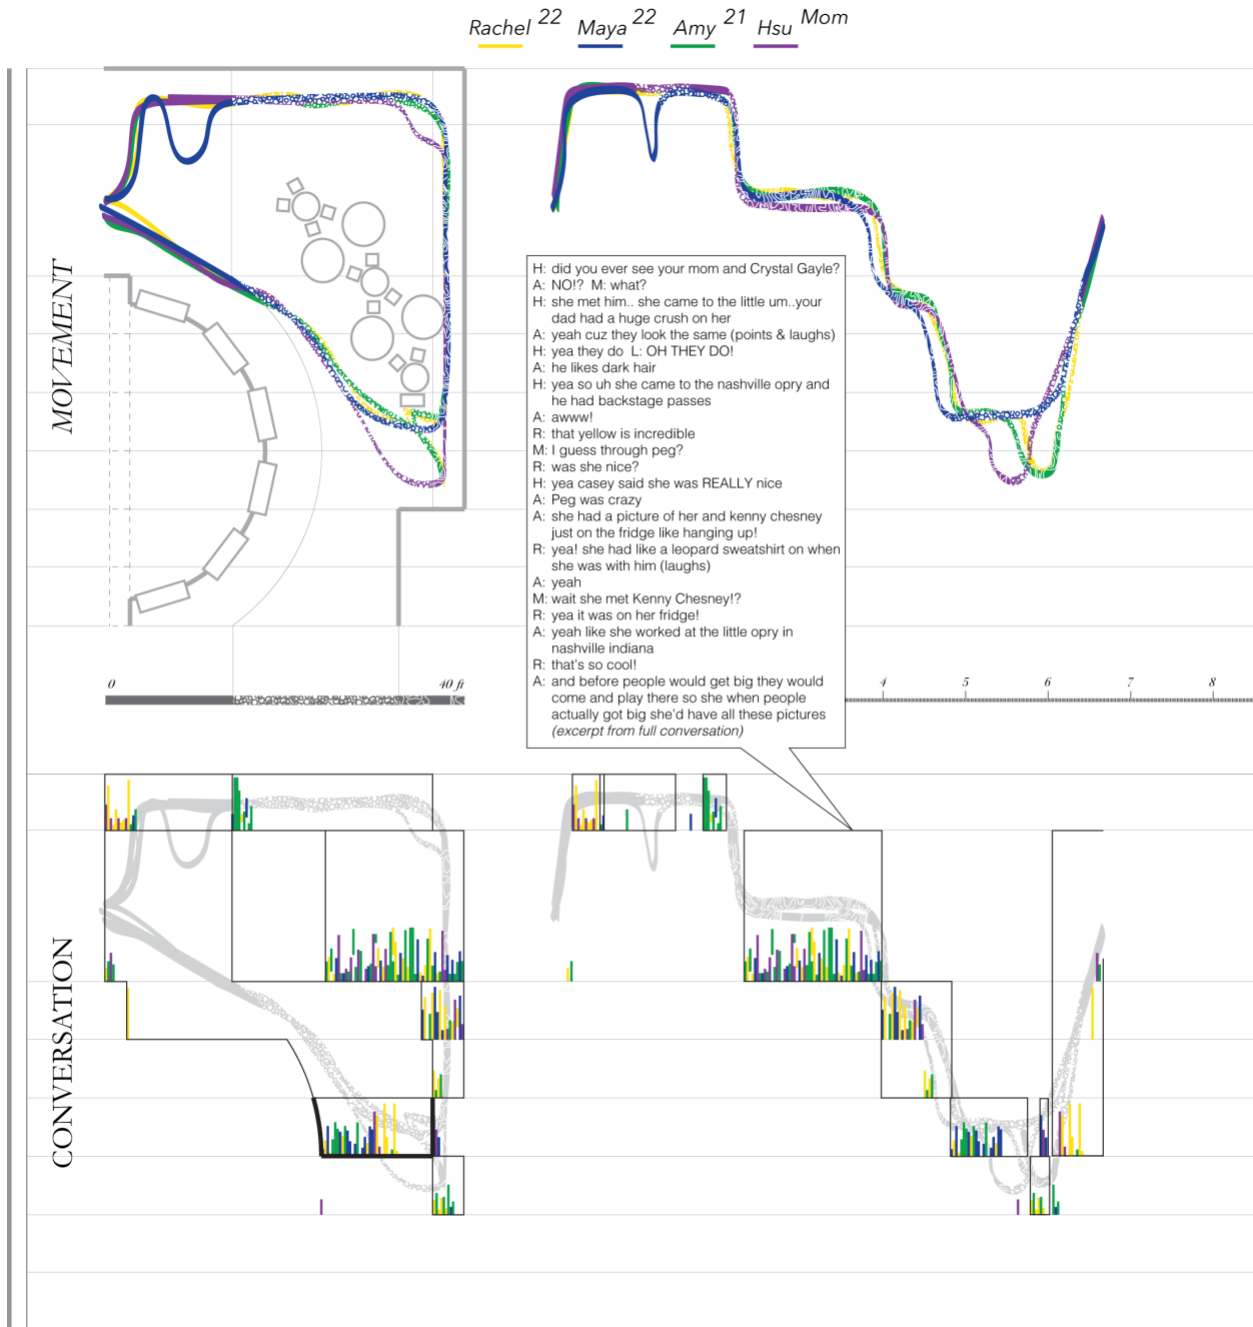 Rachel 22 Maya 22 Amy 21 Hsu Mom
MOVEMENT
H: did you ever see your mom and Crystal Gayle?
A: NO!? M: what?
H: she met him.. she came to the little um..your
dad had a huge crush on her
A: yeah cuz they look the same (points & laughs)
H: yea they do L: OH THEY DO!
A: he likes dark hair
H: yea so uh she came to the nashville opry and
he had backstage passes
A: awww!
R: that yellow is incredible
M: I guess through peg?
R: was she nice?
H: yea casey said she was REALLY nice
A: Peg was crazy
A: she had a picture of her and kenny chesney
just on the fridge like hanging up!
R: yea! she had like a leopard sweatshirt on when
she was with him (laughs)
A: yeah
M: wait she met Kenny Chesney!?
R: yea it was on her fridge!
A: yeah like she worked at the little opry in
nashville indiana
R: that's so cool!
A: and before people would get big they would
come and play there so she when people
actually got big she'd have all these pictures
(excerpt from full conversation)
0 40 ft
4 5 6 7 8
CONVERSATION